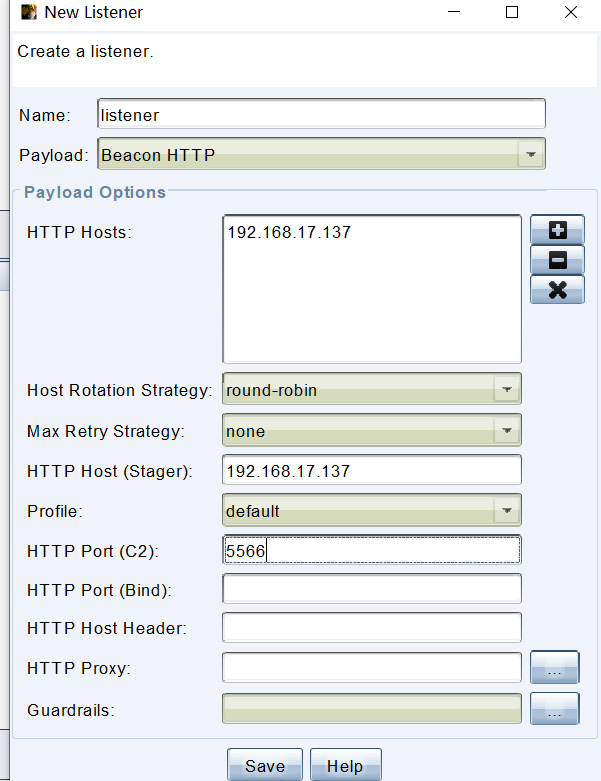 New Listener
Create a listener.
Name: listener
Payload: Beacon HTTP
Payload Options
HTTP Hosts: 192.168.17.137
Host Rotation Strategy: round-robin
Max Retry Strategy: none
HTTP Host (Stager): 192.168.17.137
Profile: default
HTTP Port (C2): 5566
HTTP Port (Bind):
HTTP Host Header:
HTTP Proxy: ...
Guardrails: ...
Save Help